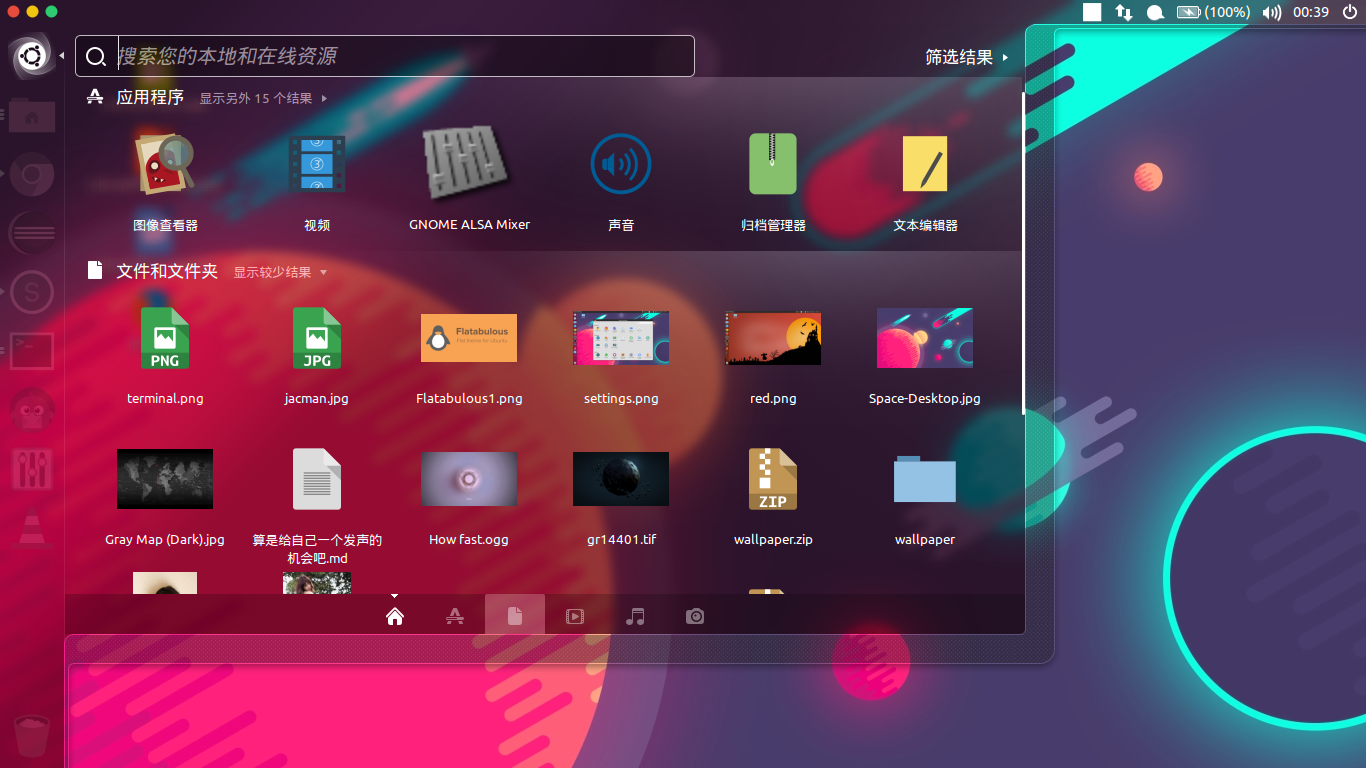 (100%) 00:39
搜索您的本地和在线资源
筛选结果
应用程序 显示另外 15 个结果
图像查看器 视频 GNOME ALSA Mixer 声音 归档管理器 文本编辑器
文件和文件夹 显示较少结果
Flatabulous
Flat theme for Ubuntu
PNG JPG
terminal.png jacman.jpg Flatabulous1.png settings.png red.png Space-Desktop.jpg
ZIP
Gray Map (Dark).jpg 算是给自己一个发声的 How fast.ogg gr14401.tif wallpaper.zip wallpaper
机会吧.md